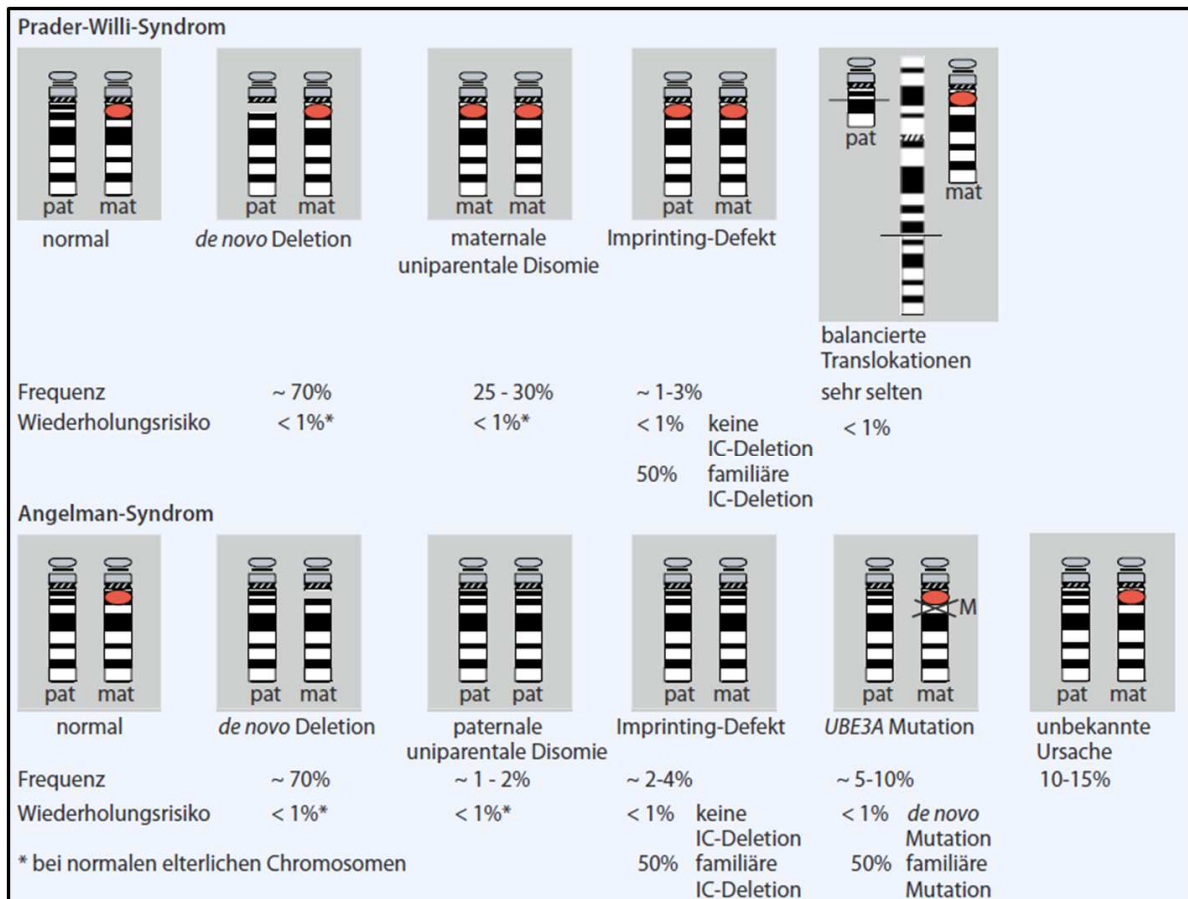 Prader-Willi-Syndrom
pat mat
pat mat
mat mat
pat mat
pat
mat
normal
de novo Deletion
maternale
uniparentale Disomie
Imprinting-Defekt
balancierte
Translokationen
Frequenz ~ 70% 25 - 30% ~ 1-3% sehr selten
Wiederholungsrisiko < 1%* < 1%* < 1% keine < 1%
IC-Deletion
50% familiäre
IC-Deletion
Angelman-Syndrom
M
pat mat
pat mat
pat pat
pat mat
pat mat
pat mat
normal
de novo Deletion
paternale
uniparentale Disomie
Imprinting-Defekt
UBE3A Mutation
unbekannte
Ursache
Frequenz ~ 70% ~ 1 - 2% ~ 2-4% ~ 5-10% 10-15%
Wiederholungsrisiko < 1%* < 1%* < 1% keine < 1% de novo
IC-Deletion Mutation
* bei normalen elterlichen Chromosomen 50% familiäre 50% familiäre
IC-Deletion Mutation